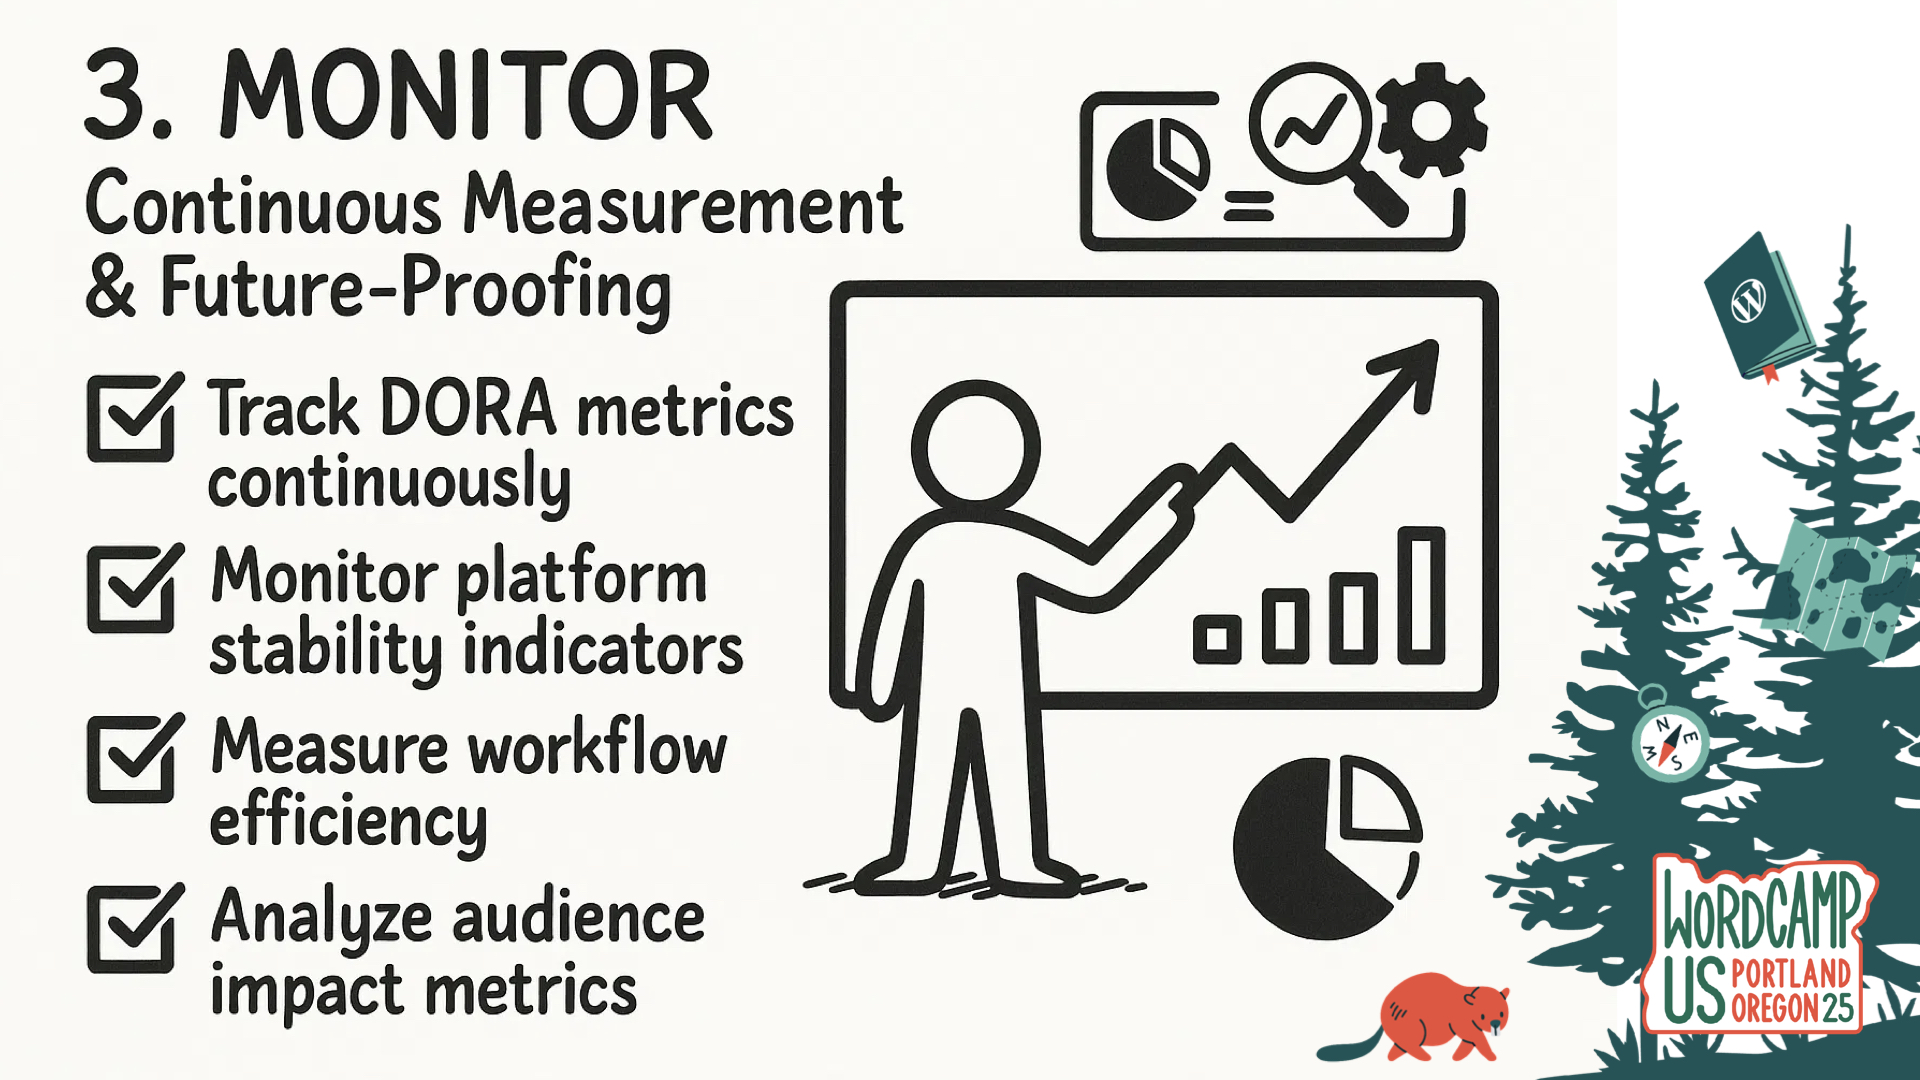 3. MONITOR
Continuous Measurement
& Future-Proofing
Track DORA metrics
continuously
Monitor platform
stability indicators
Measure workflow
efficiency
Analyze audience
impact metrics
W
N
E
S
W
WORDCAMP
US PORTLAND
OREGON 25